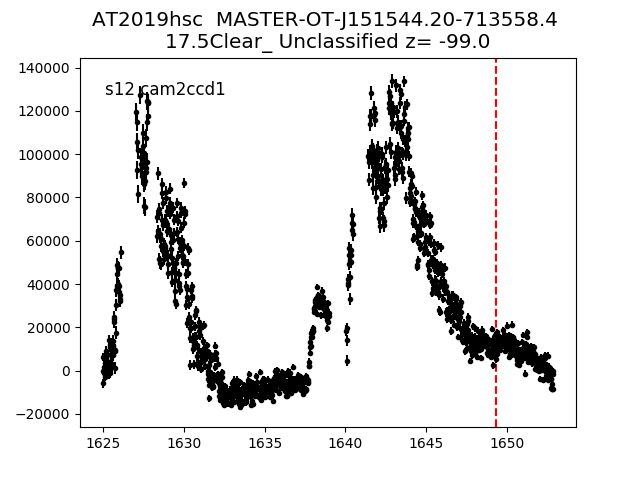 AT2019hsc  MASTER-OT-J151544.20-713558.4
17.5Clear_ Unclassified z= -99.0
s12 cam2ccd1
140000
120000
100000
80000
60000
40000
20000
0
−20000
1625 1630 1635 1640 1645 1650